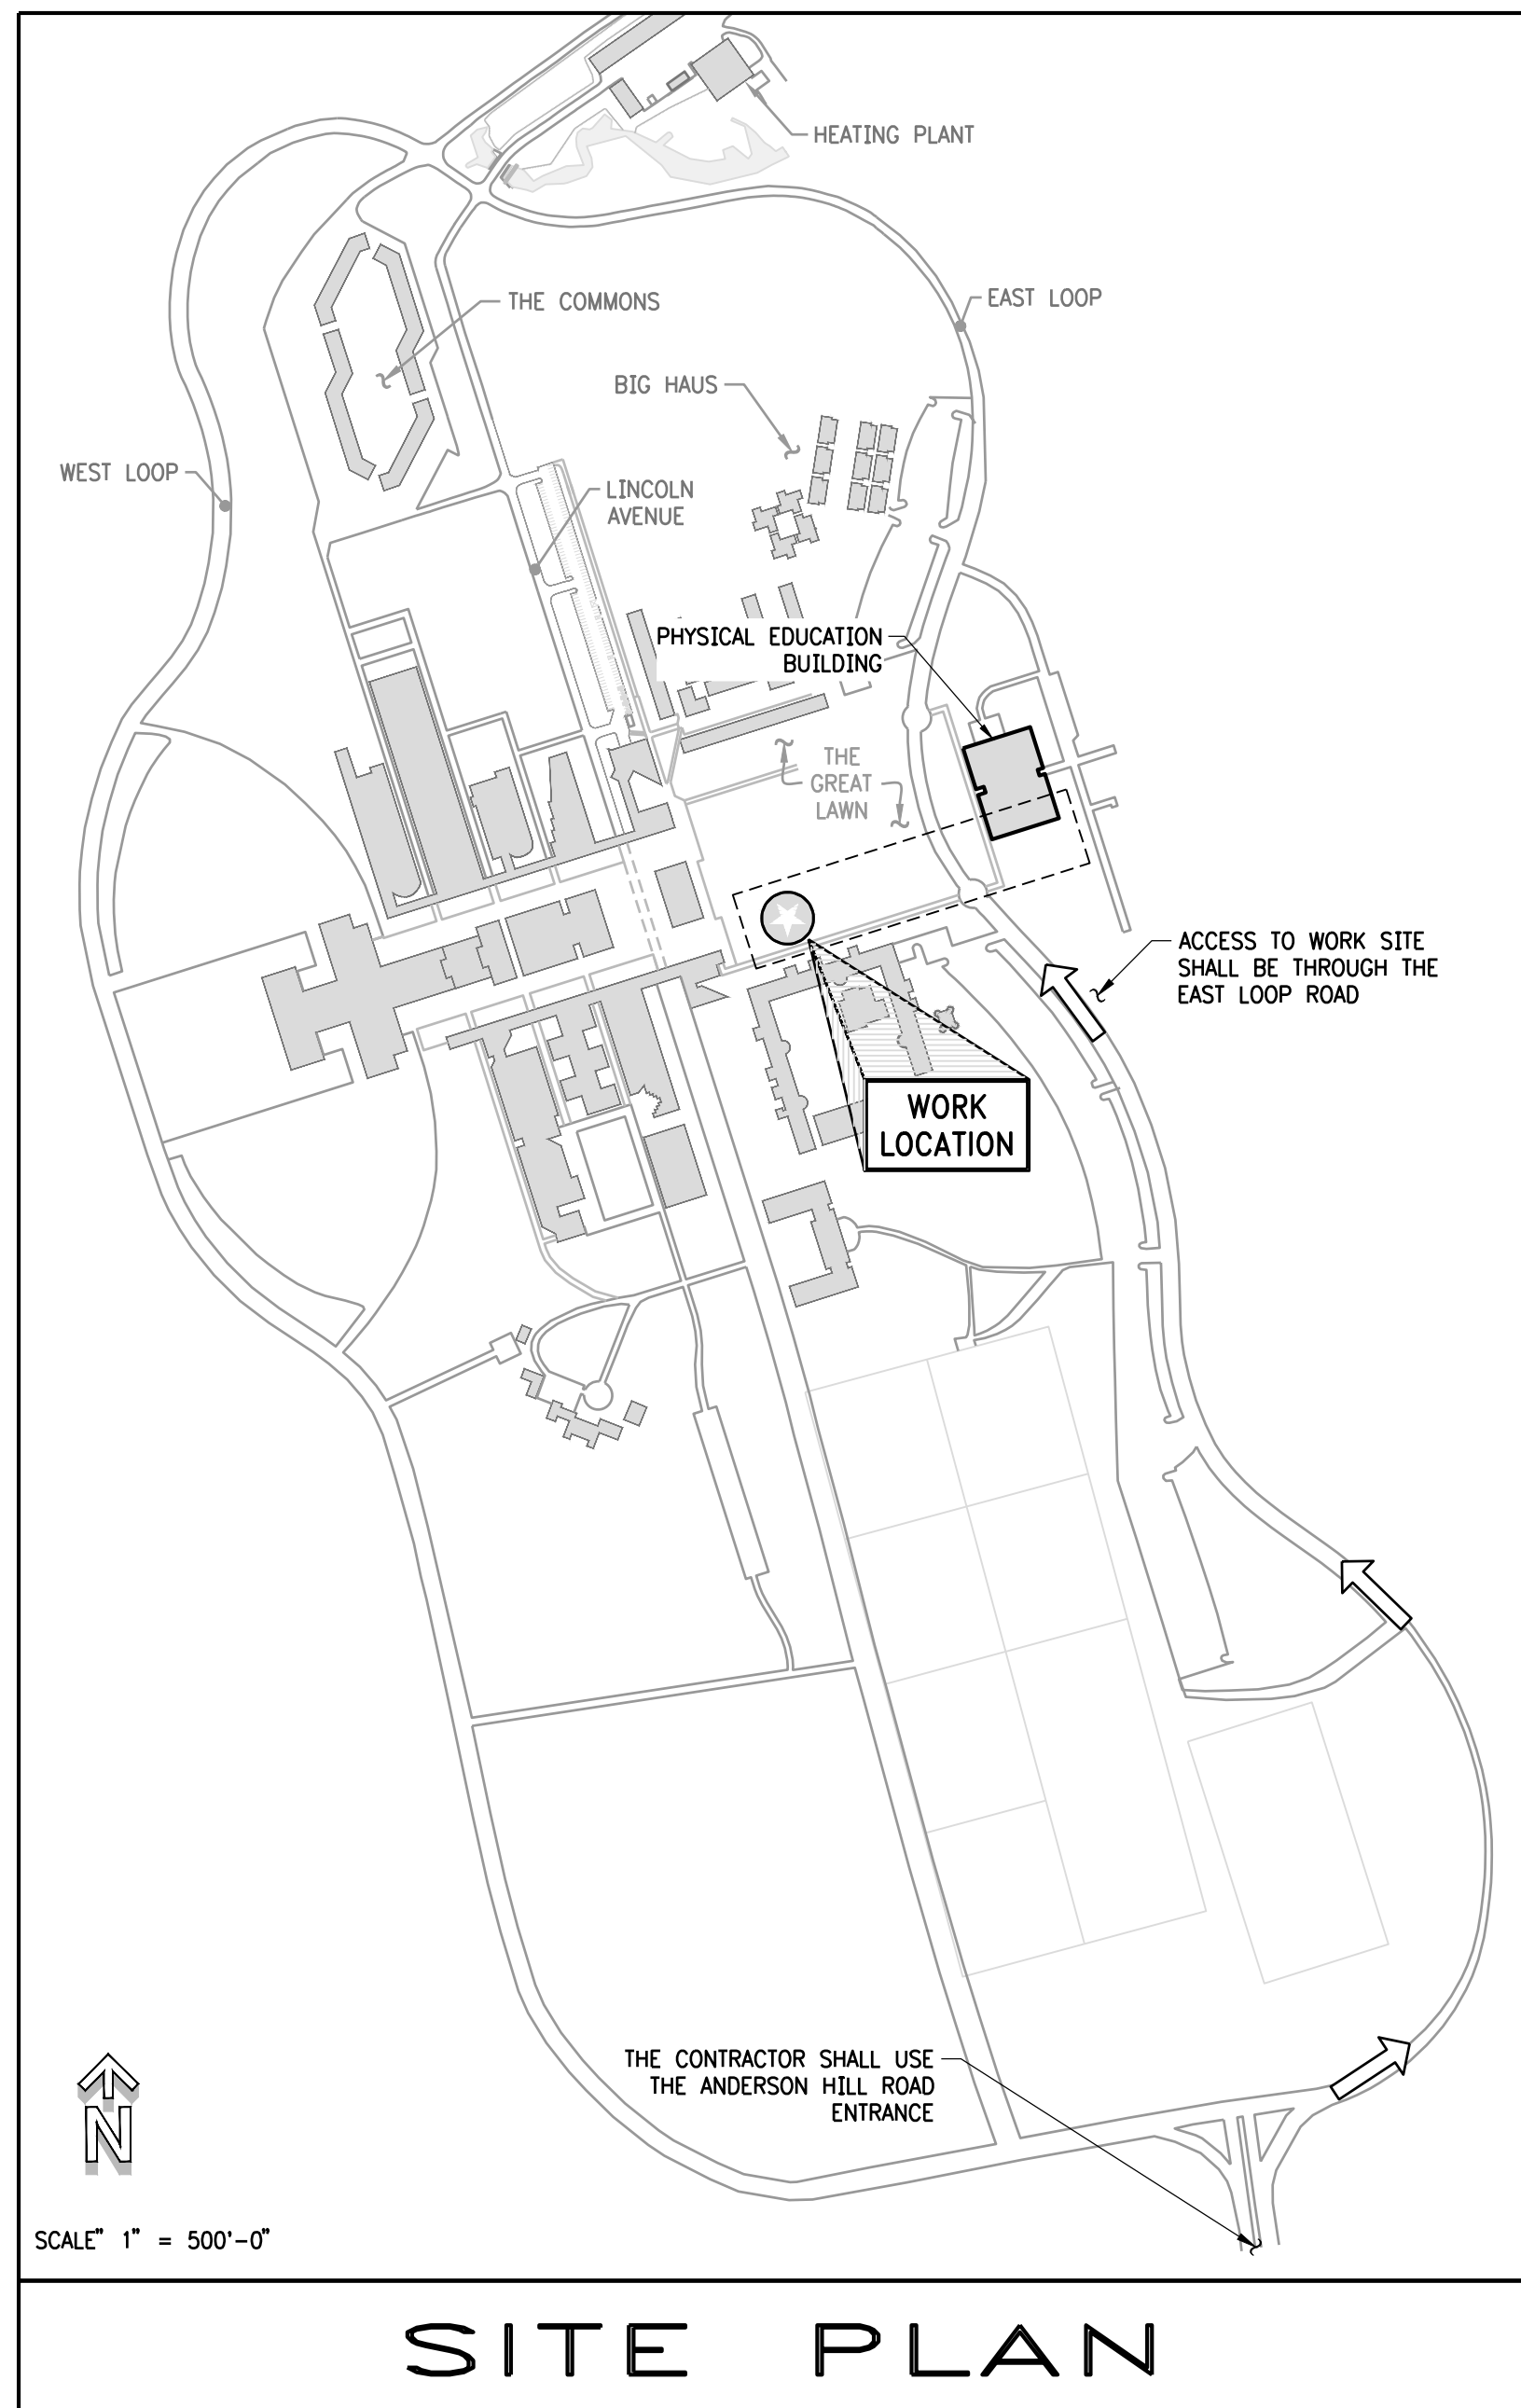 HEATING PLANT
THE COMMONS
EAST LOOP
BIG HAUS
WEST LOOP
LINCOLN
AVENUE
PHYSICAL EDUCATION
BUILDING
THE
GREAT
LAWN
ACCESS TO WORK SITE
SHALL BE THROUGH THE
EAST LOOP ROAD
WORK
LOCATION
THE CONTRACTOR SHALL USE
THE ANDERSON HILL ROAD
ENTRANCE
N
SCALE" 1" = 500'-0"
SITE PLAN